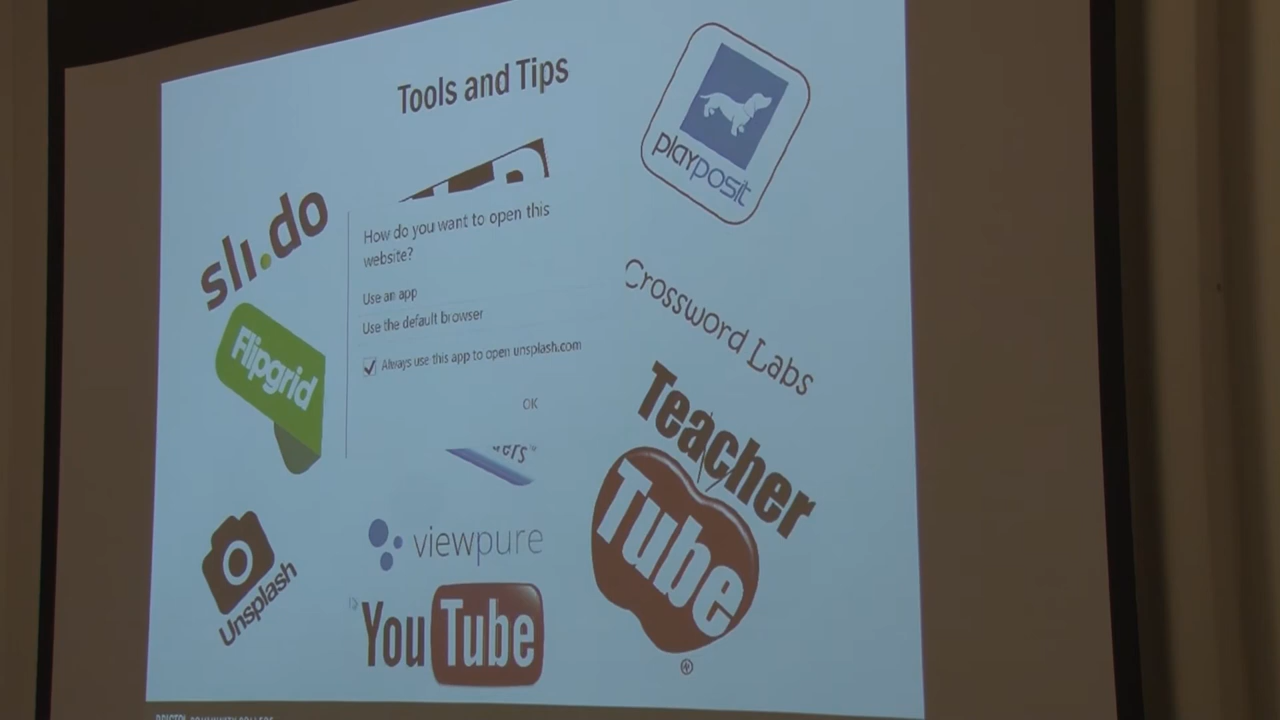 Tools and Tips
playposit
sli.do
How do you want to open this
website?
Use an app
Use the default browser
Always use this app to open unsplash.com
OK
Crossword Labs
Flipgrid
Teacher
Tube
viewpure
Unsplash
YouTube